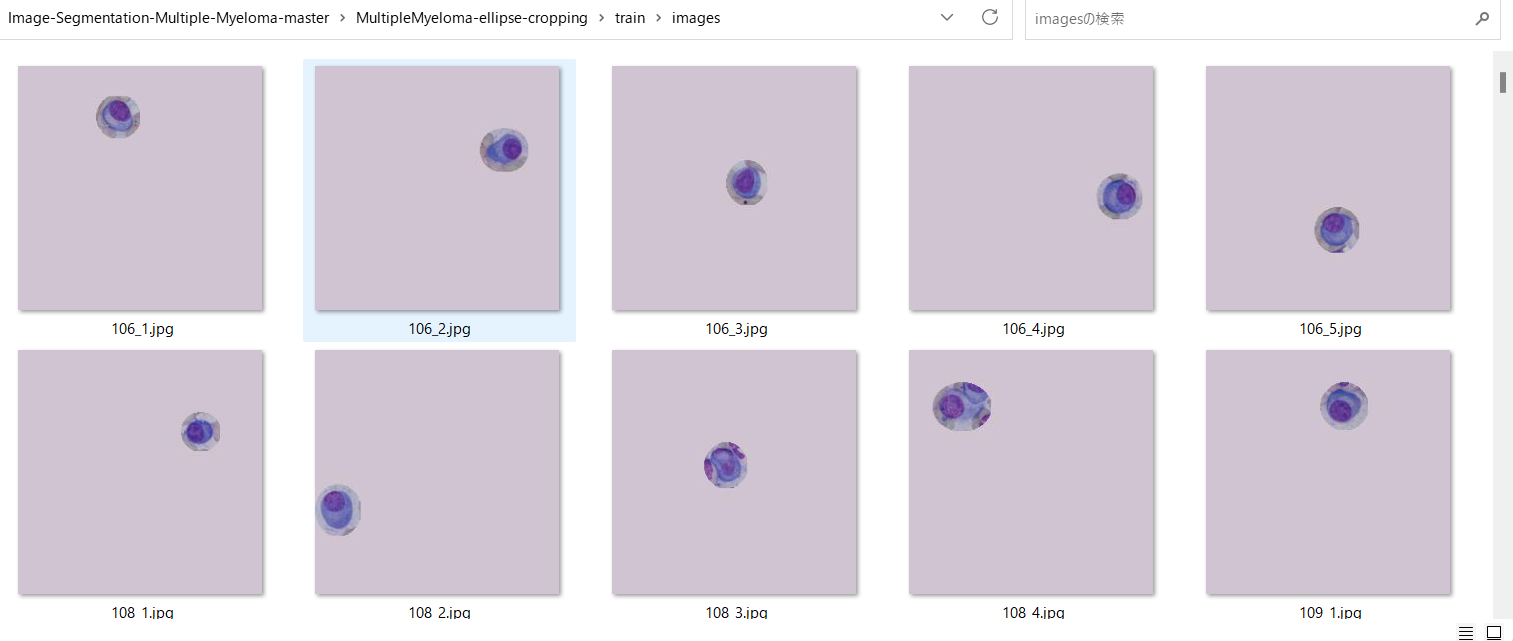 Image-Segmentation-Multiple-Myeloma-master > MultipleMyeloma-ellipse-cropping > train > images
imagesの検索
106_1.jpg
106_2.jpg
106_3.jpg
106_4.jpg
106_5.jpg
108_1.jpg
108_2.jpg
108_3.jpg
108_4.jpg
109_1.jpg